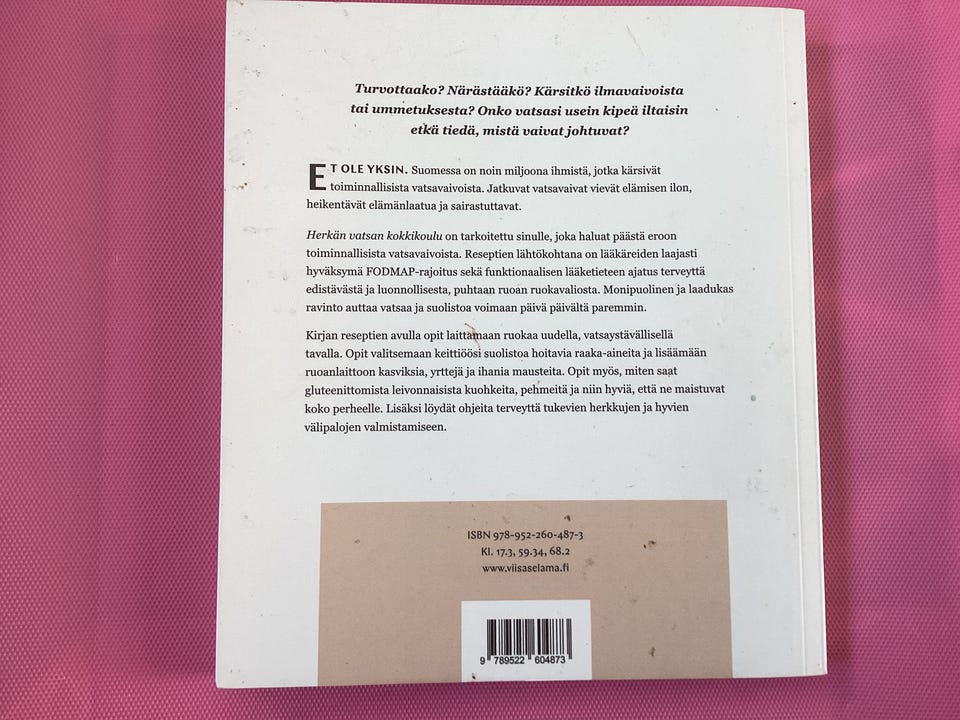 Turvottaako? Närästääkö? Kärsitkö ilmavaivoista
tai ummetuksesta? Onko vatsasi usein kipeä iltaisin
etkä tiedä, mistä vaivat johtuvat?
ET OLE YKSIN. Suomessa on noin miljoona ihmistä, jotka kärsivät
toiminnallisista vatsavaivoista. Jatkuvat vatsavaivat vievät elämisen ilon,
heikentävät elämänlaatua ja sairastuttavat.
Herkän vatsan kokkikoulu on tarkoitettu sinulle, joka haluat päästä eroon
toiminnallisista vatsavaivoista. Reseptien lähtökohtana on lääkäreiden laajasti
hyväksymä FODMAP-rajoitus sekä funktionaalisen lääketieteen ajatus terveyttä
edistävästä ja luonnollisesta, puhtaan ruoan ruokavaliosta. Monipuolinen ja laadukas
ravinto auttaa vatsaa ja suolistoa voimaan päivä päivältä paremmin.
Kirjan reseptien avulla opit laittamaan ruokaa uudella, vatsaystävällisellä
tavalla. Opit valitsemaan keittiöösi suolistoa hoitavia raaka-aineita ja lisäämään
ruoanlaittoon kasviksia, yrttejä ja ihania mausteita. Opit myös, miten saat
gluteenittomista leivonnaisista kuohkeita, pehmeitä ja niin hyviä, että ne maistuvat
koko perheelle. Lisäksi löydät ohjeita terveyttä tukevien herkkujen ja hyvien
välipalojen valmistamiseen.
ISBN 978-952-260-487-3
Kl. 17.3, 59.34, 68.2
www.viisaselama.fi
9 789522 604873